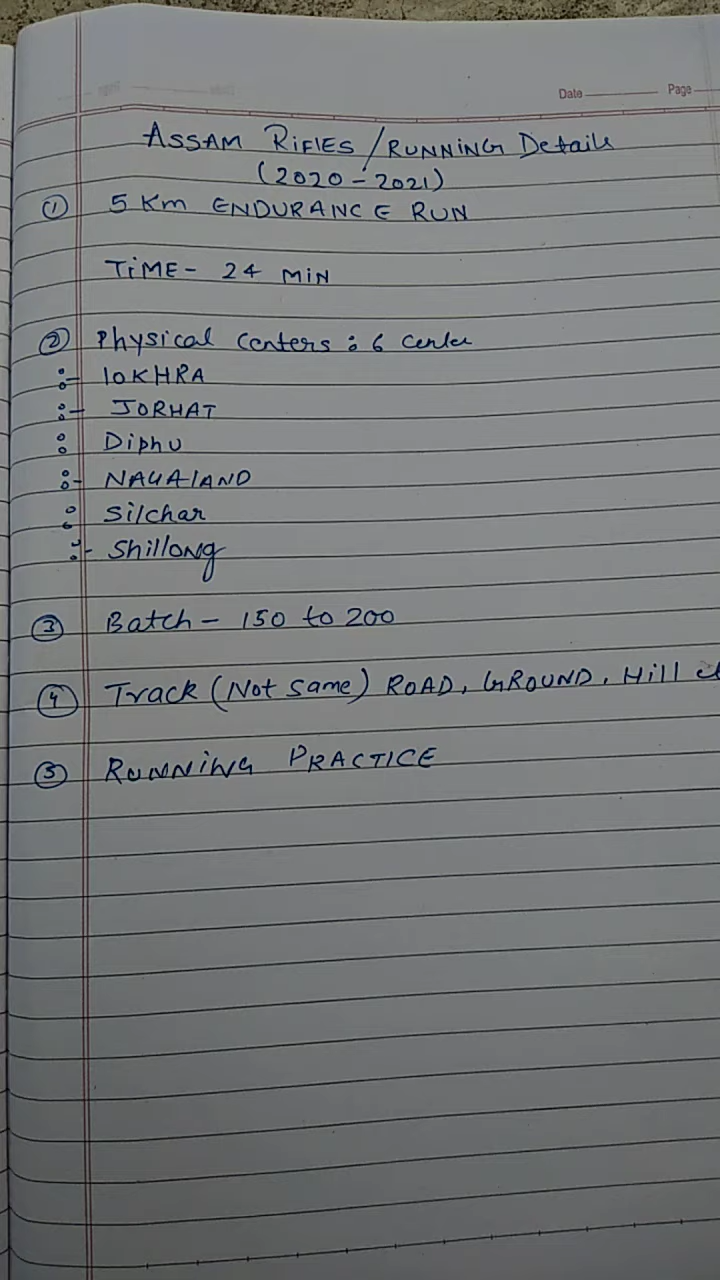 Date Page
ASSAM RiFlES / RUNNING Details
(2020-2021)
① 5 Km ENDURANCE RUN
TiME- 24 MiN
② Physical Centers : 6 Center
:- lOKHRA
:- JORHAT
: Diphu
:- NAGAlAND
: Silchar
:- Shillong
③ Batch - 150 to 200
④ Track (Not Same) ROAD, GROUND, Hill
⑤ RUNNiNG PRACTICE